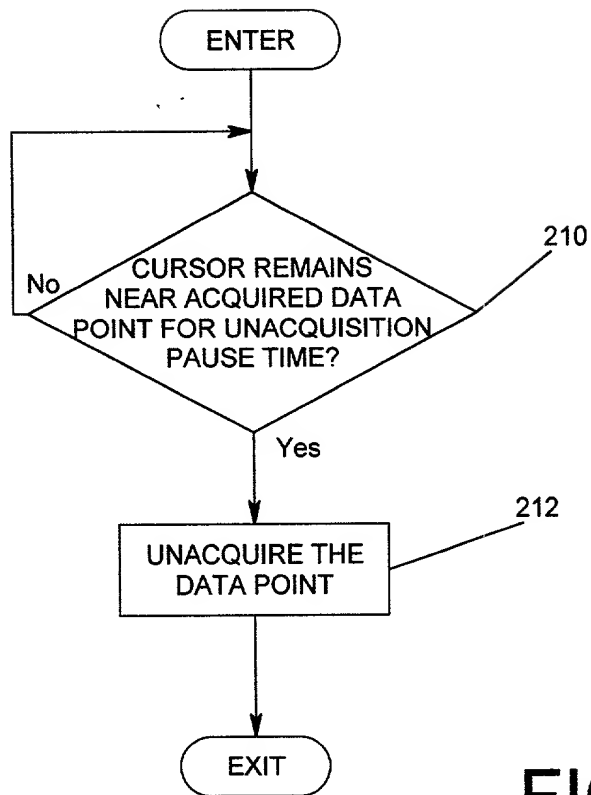 ENTER
210
No
CURSOR REMAINS
NEAR ACQUIRED DATA
POINT FOR UNACQUISITION
PAUSE TIME?
Yes
212
UNACQUIRE THE
DATA POINT
EXIT